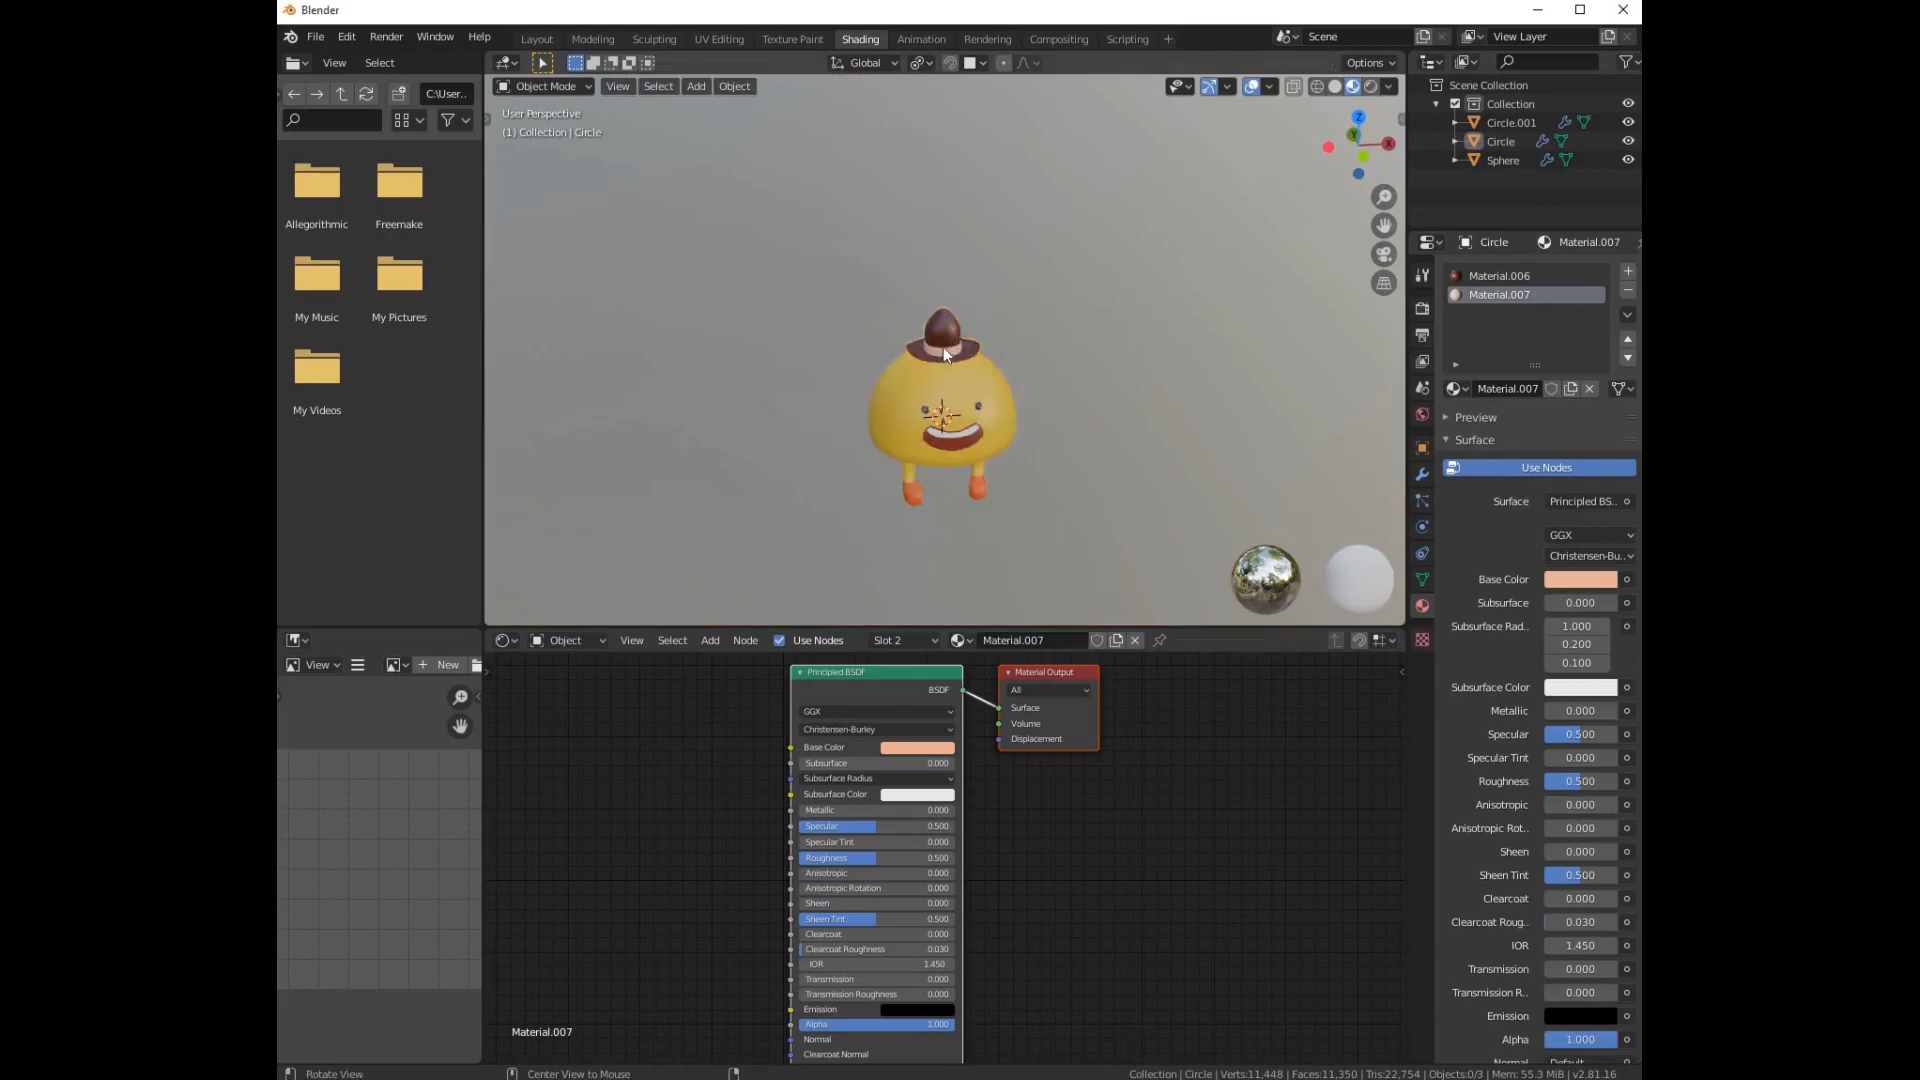 Blender
File Edit Render Window Help
Layout Modeling Sculpting UV Editing Texture Paint Shading Animation Rendering Compositing Scripting
Scene
View Layer
View Select
Global
Options
C:\User..
Object Mode View Select Add Object
User Perspective
(1) Collection | Circle
Z
Y
X
Allegorithmic
Freemake
My Music
My Pictures
My Videos
Scene Collection
Collection
Circle.001
Circle
Sphere
Circle
Material.007
Material.006
Material.007
Material.007
Preview
Surface
Use Nodes
Surface Principled BS..
GGX
Christensen-Bu..
Base Color
Subsurface 0.000
Subsurface Rad.. 1.000
0.200
0.100
Subsurface Color
Metallic 0.000
Specular 0.500
Specular Tint 0.000
Roughness 0.500
Anisotropic 0.000
Anisotropic Rot.. 0.000
Sheen 0.000
Sheen Tint 0.500
Clearcoat 0.000
Clearcoat Roug.. 0.030
IOR 1.450
Transmission 0.000
Transmission R.. 0.000
Emission
Alpha 1.000
Normal Default
View
New
Object View Select Add Node Use Nodes Slot 2 Material.007
Principled BSDF
BSDF
GGX
Christensen-Burley
Base Color
Subsurface 0.000
Subsurface Radius
Subsurface Color
Metallic 0.000
Specular 0.500
Specular Tint 0.000
Roughness 0.500
Anisotropic 0.000
Anisotropic Rotation 0.000
Sheen 0.000
Sheen Tint 0.500
Clearcoat 0.000
Clearcoat Roughness 0.030
IOR 1.450
Transmission 0.000
Transmission Roughness 0.000
Emission
Alpha 1.000
Normal
Clearcoat Normal
Material Output
All
Surface
Volume
Displacement
Material.007
Rotate View
Center View to Mouse
Collection | Circle | Verts:11,448 | Faces:11,350 | Tris:22,754 | Objects:0/3 | Mem: 55.3 MiB | v2.81.16